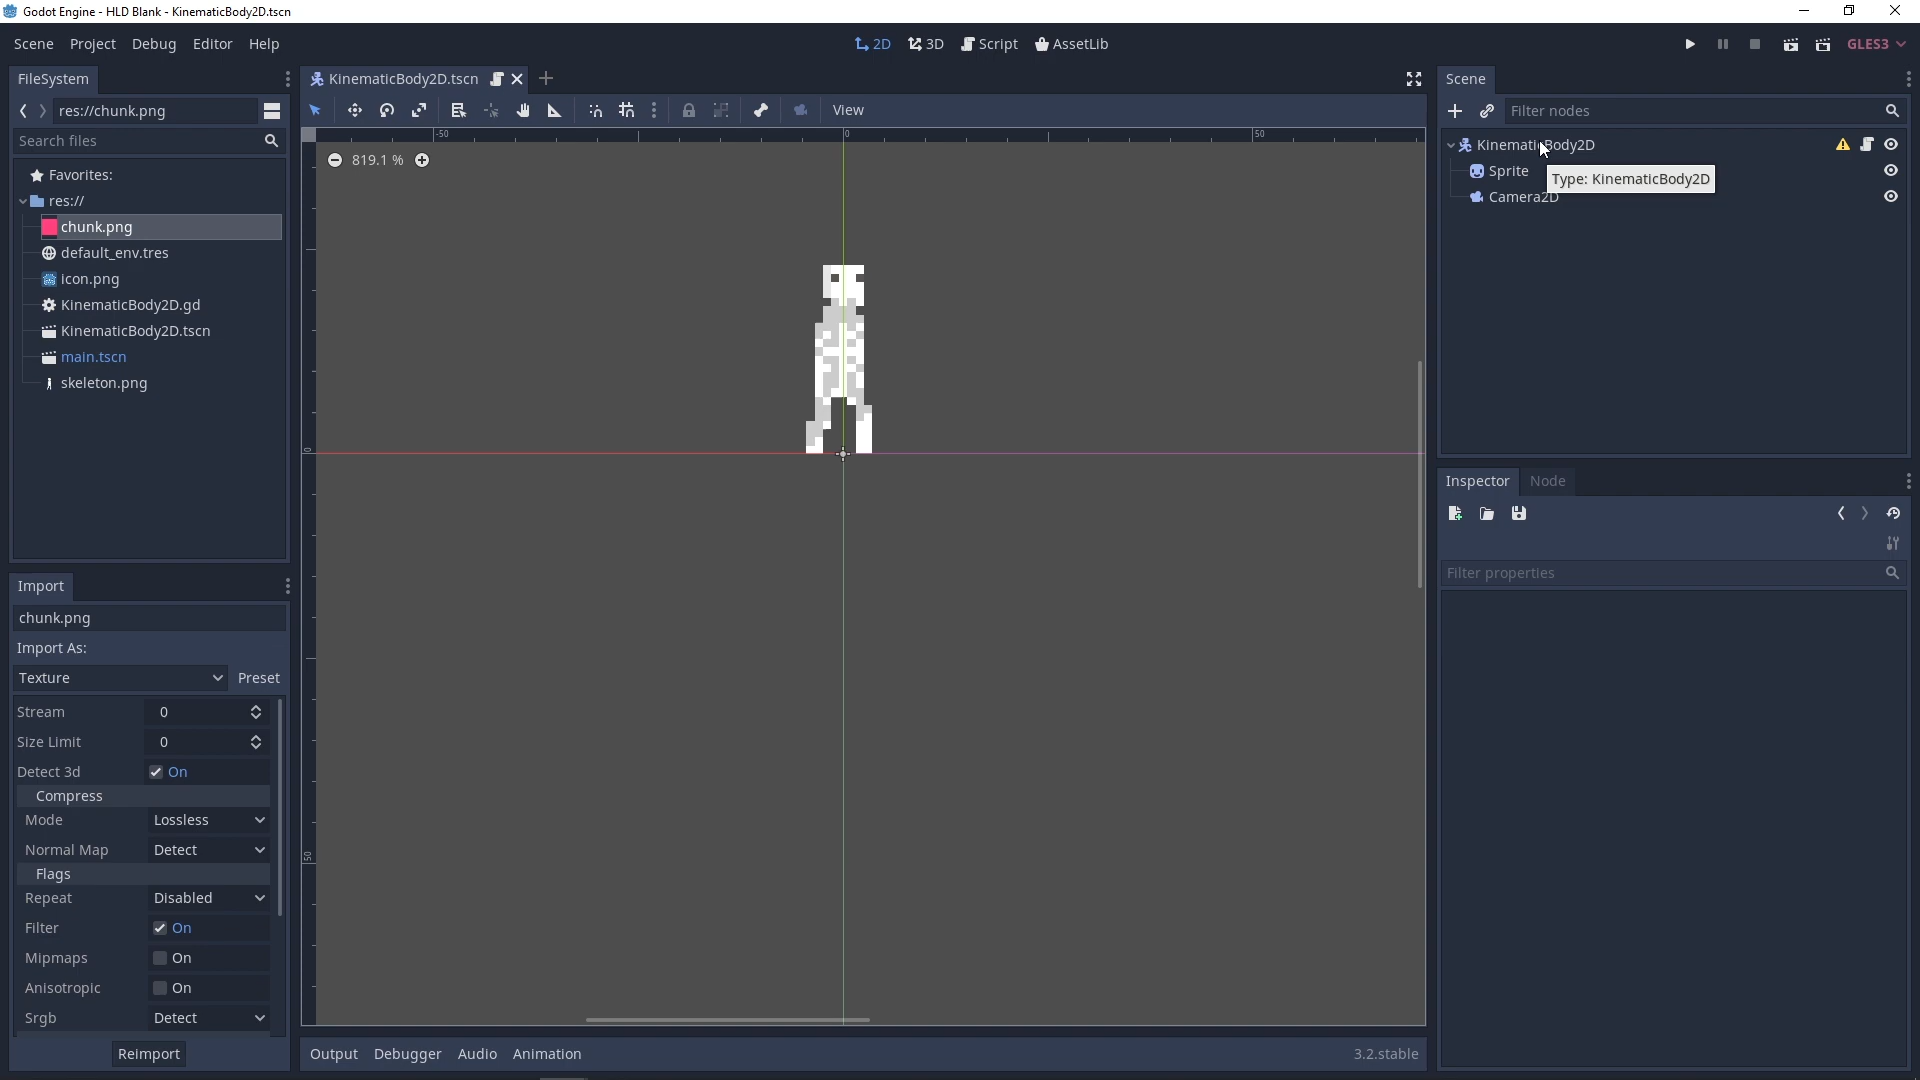 Godot Engine - HLD Blank - KinematicBody2D.tscn
Scene Project Debug Editor Help
2D 3D Script AssetLib
GLES3
FileSystem
res://chunk.png
Search files
Favorites:
res://
chunk.png
default_env.tres
icon.png
KinematicBody2D.gd
KinematicBody2D.tscn
main.tscn
skeleton.png
Import
chunk.png
Import As:
Texture Preset
Stream 0
Size Limit 0
Detect 3d On
Compress
Mode Lossless
Normal Map Detect
Flags
Repeat Disabled
Filter On
Mipmaps On
Anisotropic On
Srgb Detect
Reimport
KinematicBody2D.tscn
View
-50 0 50
819.1 %
0
50
Output Debugger Audio Animation 3.2.stable
Scene
Filter nodes
KinematicBody2D
Sprite
Type: KinematicBody2D
Camera2D
Inspector Node
Filter properties